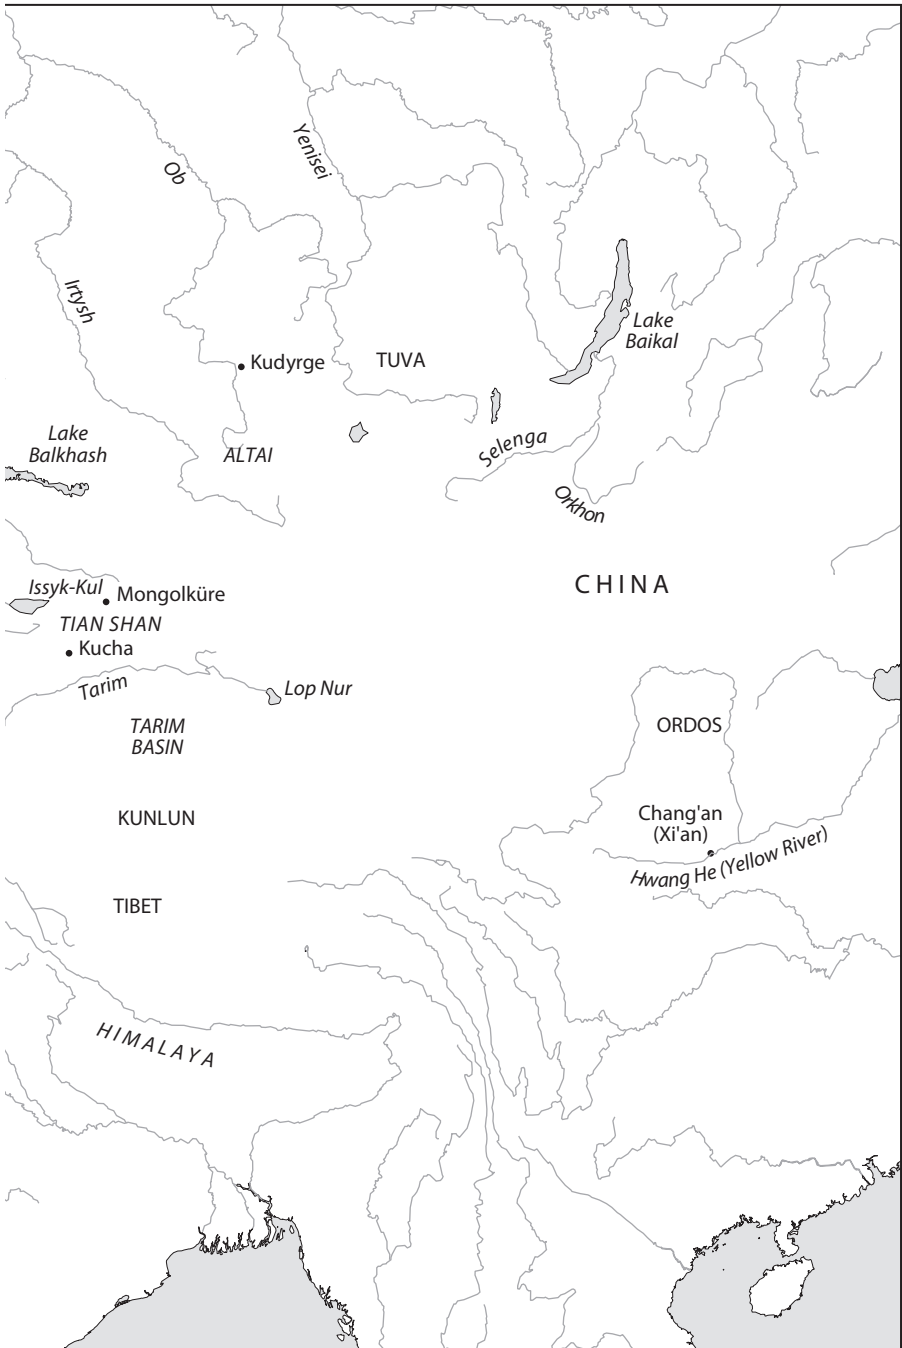 Yenisei
Ob
Irtysh
Lake
Baikal
Kudyrge
TUVA
Lake
Balkhash
ALTAI
Selenga
Orkhon
CHINA
Issyk-Kul
Mongolküre
TIAN SHAN
Kucha
Tarim
Lop Nur
TARIM
BASIN
ORDOS
KUNLUN
Chang'an
(Xi'an)
Hwang He (Yellow River)
TIBET
HIMALAYA